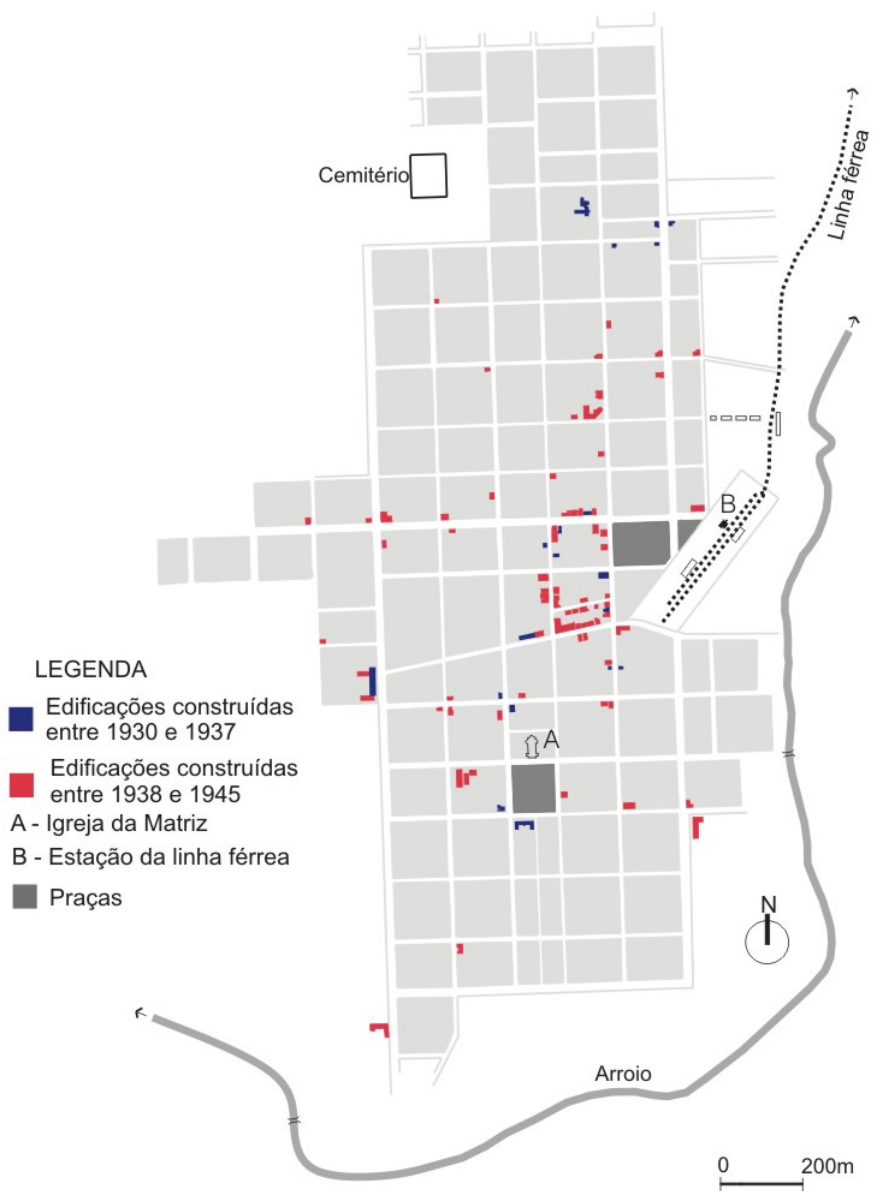 Cemitério
Linha férrea
B
LEGENDA
Edificações construídas
entre 1930 e 1937
Edificações construídas
entre 1938 e 1945
A - Igreja da Matriz
B - Estação da linha férrea
Praças
A
N
Arroio
0 200m